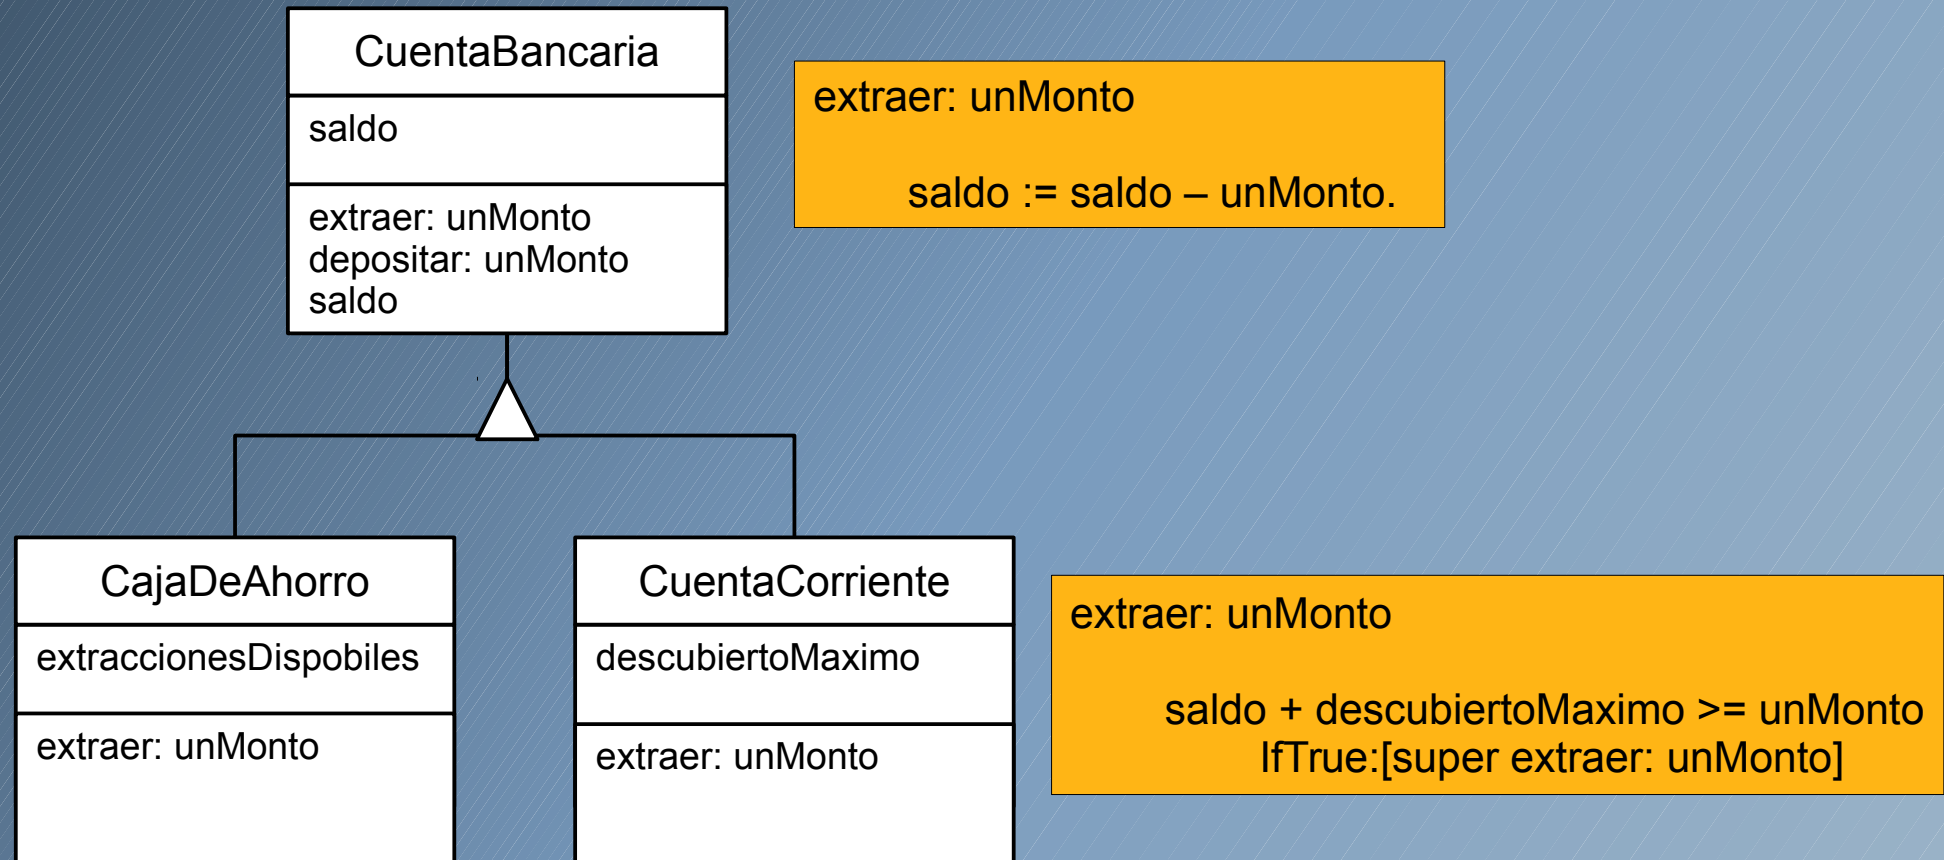 CuentaBancaria
saldo
extraer: unMonto
depositar: unMonto
saldo
extraer: unMonto
saldo := saldo – unMonto.
CajaDeAhorro
extraccionesDispobiles
extraer: unMonto
CuentaCorriente
descubiertoMaximo
extraer: unMonto
extraer: unMonto
saldo + descubiertoMaximo >= unMonto
IfTrue:[super extraer: unMonto]